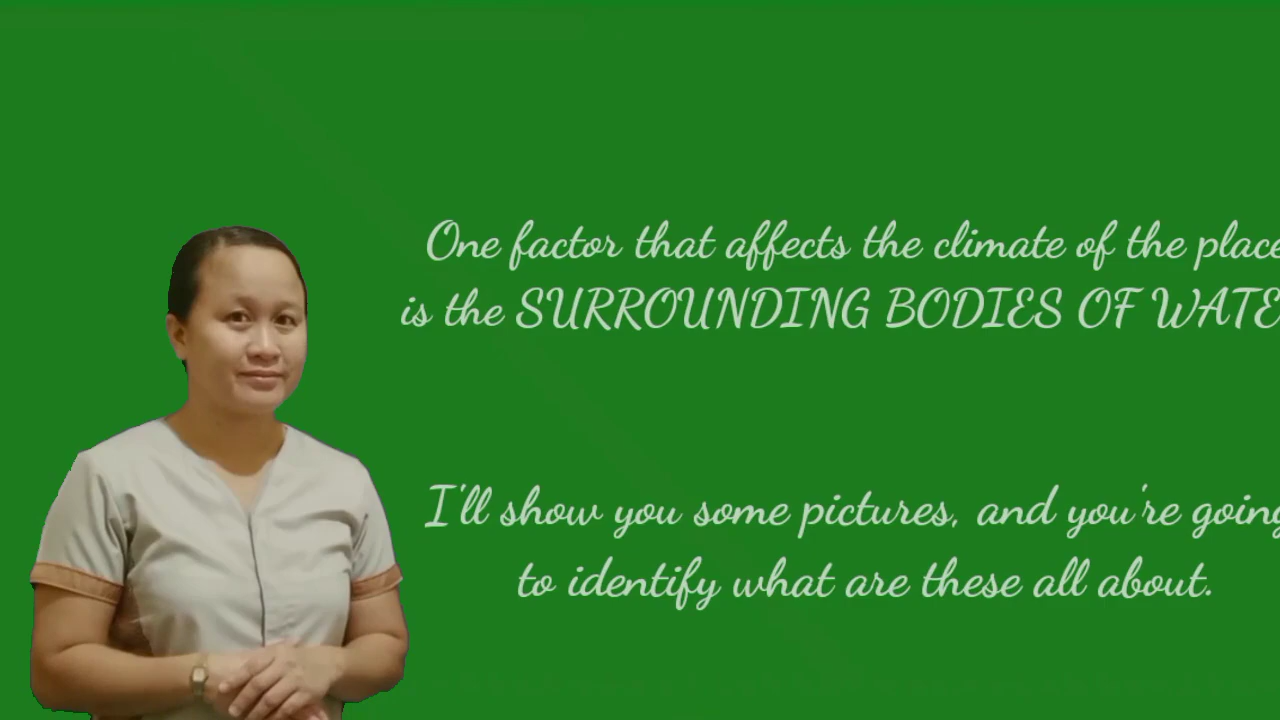 One factor that affects the climate of the place
is the SURROUNDING BODIES OF WATE
I'll show you some pictures, and you're going
to identify what are these all about.